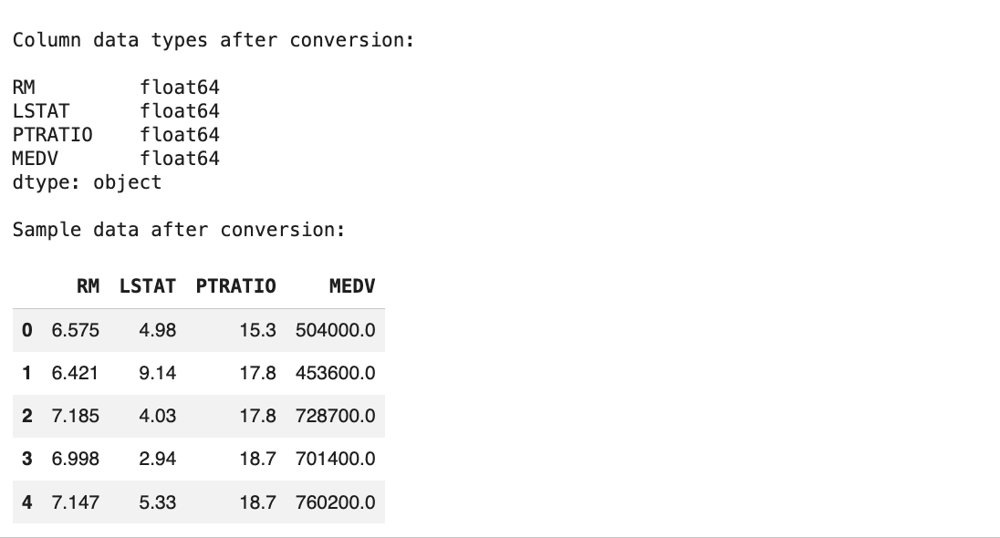 Column data types after conversion:
RM float64
LSTAT float64
PTRATIO float64
MEDV float64
dtype: object
Sample data after conversion:
RM LSTAT PTRATIO MEDV
0 6.575 4.98 15.3 504000.0
1 6.421 9.14 17.8 453600.0
2 7.185 4.03 17.8 728700.0
3 6.998 2.94 18.7 701400.0
4 7.147 5.33 18.7 760200.0